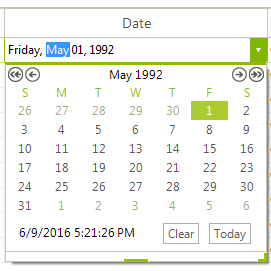 Date
Friday, May 01, 1992
May 1992
S M T W T F S
26 27 28 29 30 1 2
3 4 5 6 7 8 9
10 11 12 13 14 15 16
17 18 19 20 21 22 23
24 25 26 27 28 29 30
31 1 2 3 4 5 6
6/9/2016 5:21:26 PM Clear Today